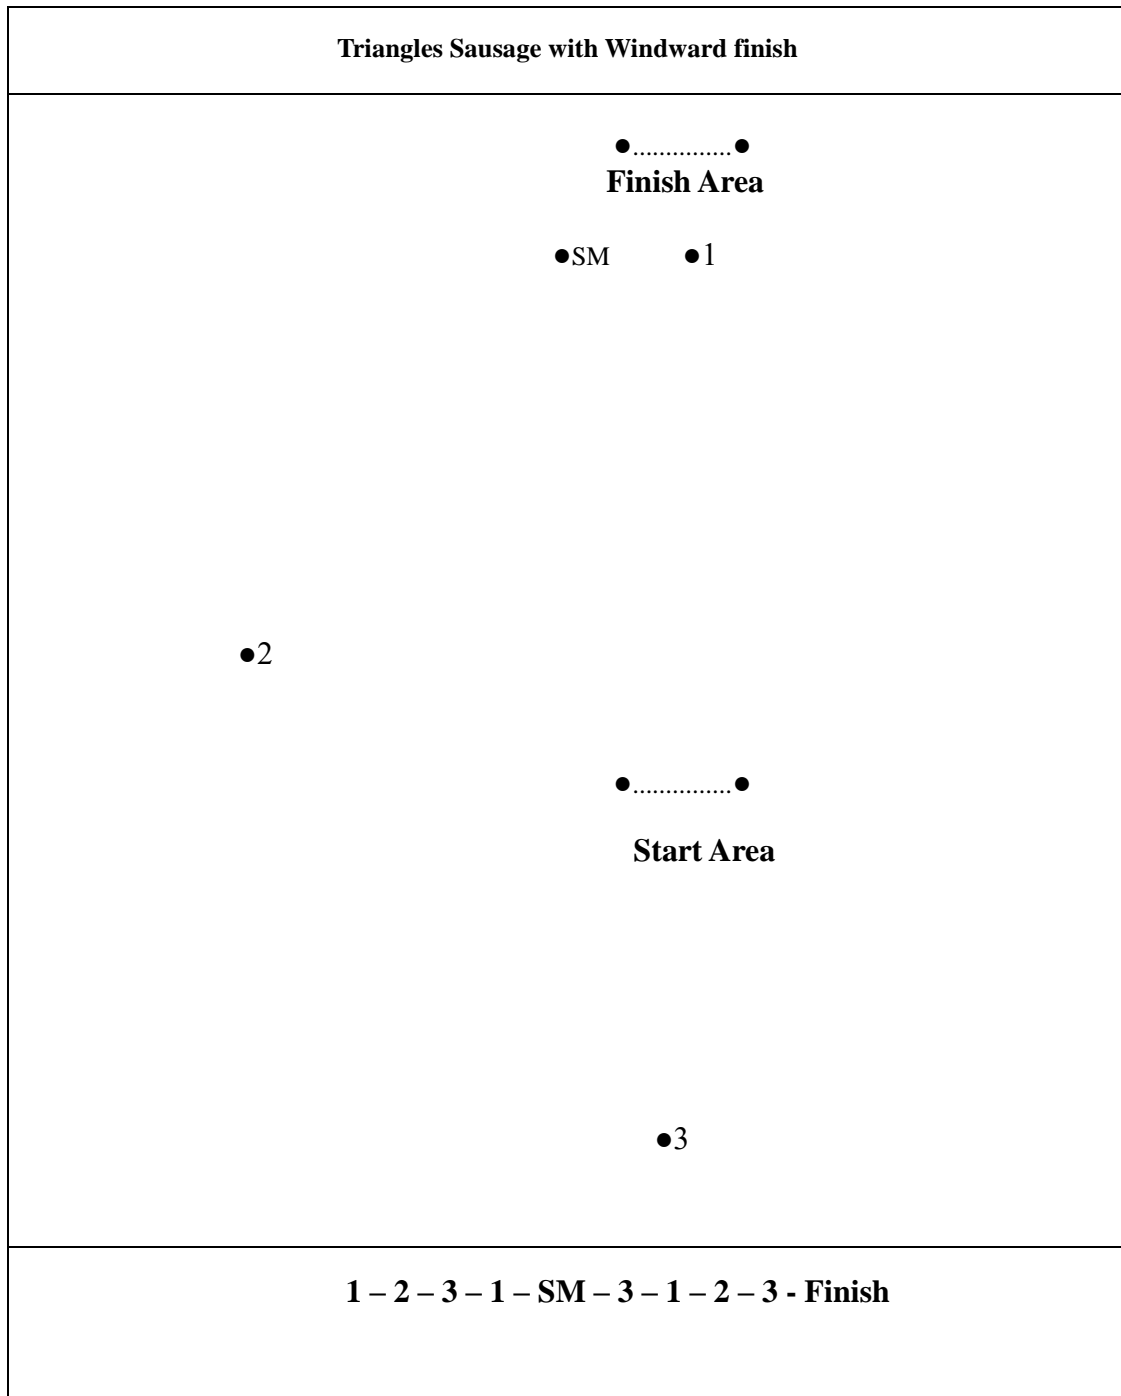 Triangles Sausage with Windward finish
●...............●
Finish Area
●SM ●1
●2
●...............●
Start Area
●3
1 – 2 – 3 – 1 – SM – 3 – 1 – 2 – 3 - Finish